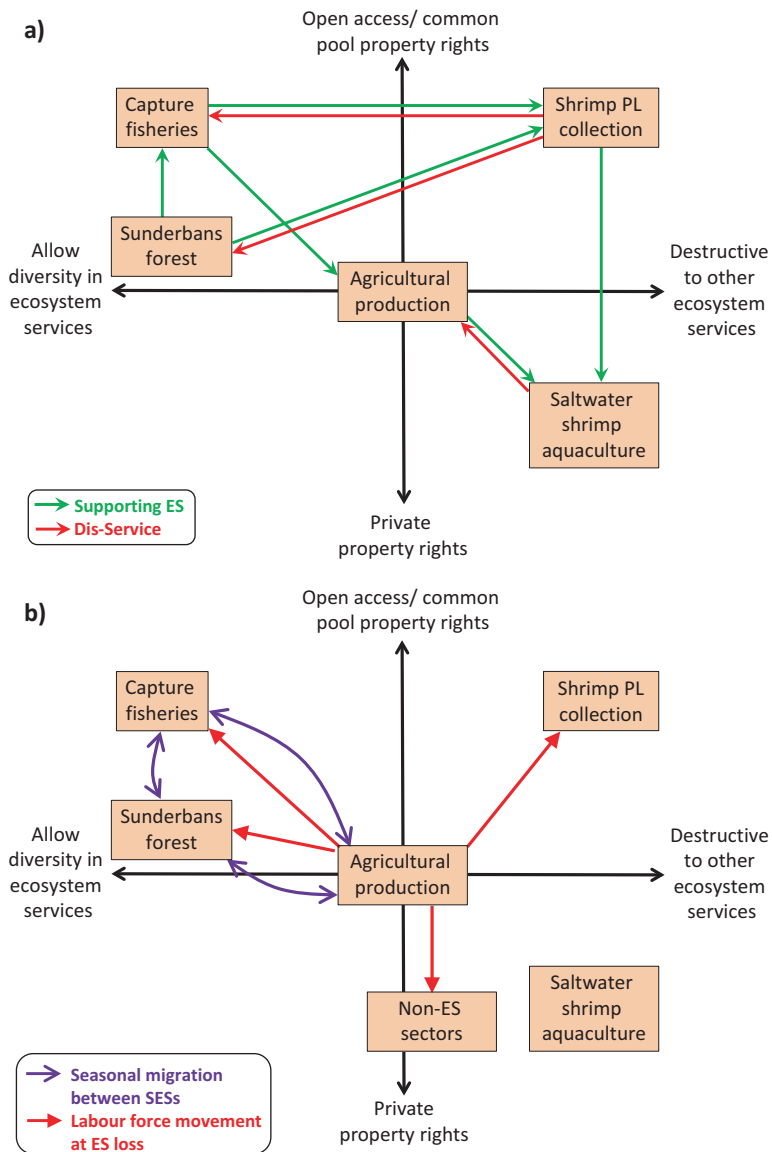 a)
Open access/ common
pool property rights
Capture
fisheries
Shrimp PL
collection
Sunderbans
forest
Allow
diversity in
ecosystem
services
Agricultural
production
Destructive
to other
ecosystem
services
Saltwater
shrimp
aquaculture
Supporting ES
Dis-Service
Private
property rights
b)
Open access/ common
pool property rights
Capture
fisheries
Shrimp PL
collection
Sunderbans
forest
Allow
diversity in
ecosystem
services
Agricultural
production
Destructive
to other
ecosystem
services
Non-ES
sectors
Saltwater
shrimp
aquaculture
Seasonal migration
between SESs
Labour force movement
at ES loss
Private
property rights